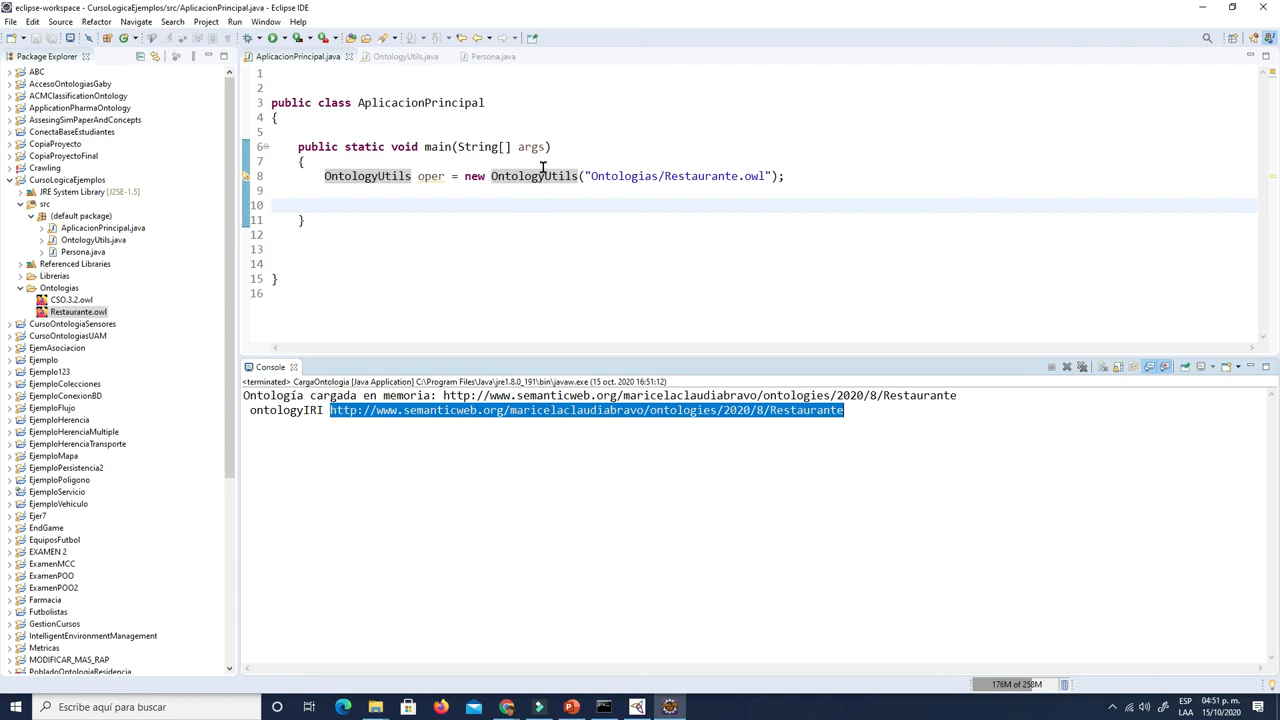 eclipse-workspace - CursoLogicaEjemplos/src/AplicacionPrincipal.java - Eclipse IDE
File Edit Source Refactor Navigate Search Project Run Window Help
Package Explorer
AplicacionPrincipal.java OntologyUtils.java Persona.java
ABC
AccesoOntologiasGaby
ACMClassificationOntology
ApplicationPharmaOntology
AssesingSimPaperAndConcepts
ConectaBaseEstudiantes
CopiaProyecto
CopiaProyectoFinal
Crawling
CursoLogicaEjemplos
JRE System Library [J2SE-1.5]
src
(default package)
AplicacionPrincipal.java
OntologyUtils.java
Persona.java
Referenced Libraries
Librerias
Ontologias
CSO.3.2.owl
Restaurante.owl
CursoOntologiaSensores
CursoOntologiasUAM
EjemAsociacion
Ejemplo
Ejemplo123
EjemploColecciones
EjemploConexionBD
EjemploFlujo
EjemploHerencia
EjemploHerenciaMultiple
EjemploHerenciaTransporte
EjemploMapa
EjemploPersistencia2
EjemploPoligono
EjemploServicio
EjemploVehiculo
Ejer7
EndGame
EquiposFutbol
EXAMEN 2
ExamenMCC
ExamenPOO
ExamenPOO2
Farmacia
Futbolistas
GestionCursos
IntelligentEnvironmentManagement
Metricas
MODIFICAR_MAS_RAP
PobladoOntologiaResidencia
1
2
3 public class AplicacionPrincipal
4 {
5
6 public static void main(String[] args)
7 {
8 OntologyUtils oper = new OntologyUtils("Ontologias/Restaurante.owl");
9
10
11 }
12
13
14
15 }
16
Console
<terminated> CargaOntologia [Java Application] C:\Program Files\Java\jre1.8.0_191\bin\javaw.exe (15 oct. 2020 16:51:12)
Ontología cargada en memoria: http://www.semanticweb.org/maricelaclaudiabravo/ontologies/2020/8/Restaurante
ontologyIRI http://www.semanticweb.org/maricelaclaudiabravo/ontologies/2020/8/Restaurante
176M of 258M
Escribe aquí para buscar
ESP
LAA
04:51 p. m.
15/10/2020